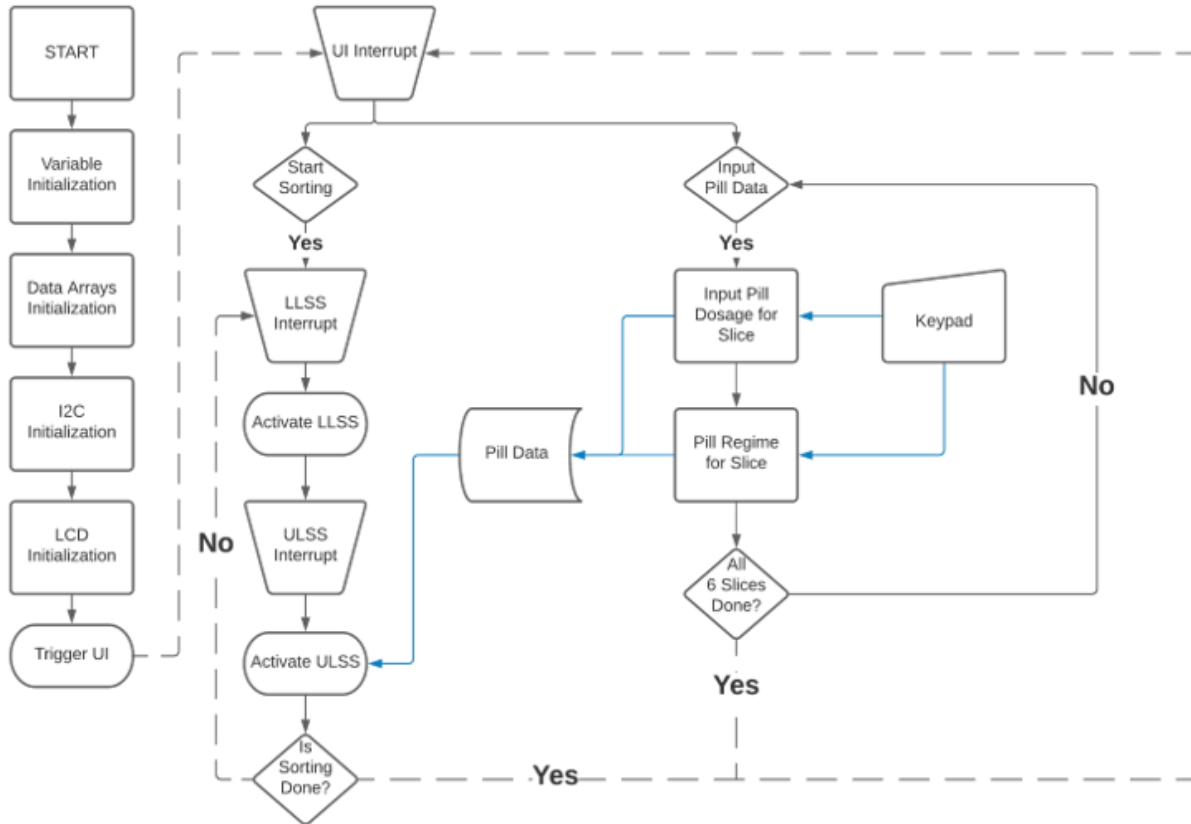 START
Variable
Initialization
Data Arrays
Initialization
I2C
Initialization
LCD
Initialization
Trigger UI
UI Interrupt
Start
Sorting
Yes
LLSS
Interrupt
Activate LLSS
ULSS
Interrupt
Activate ULSS
Is
Sorting
Done?
No
Yes
Input
Pill Data
Yes
Input Pill
Dosage for
Slice
Keypad
Pill Regime
for Slice
Pill Data
All
6 Slices
Done?
No
Yes